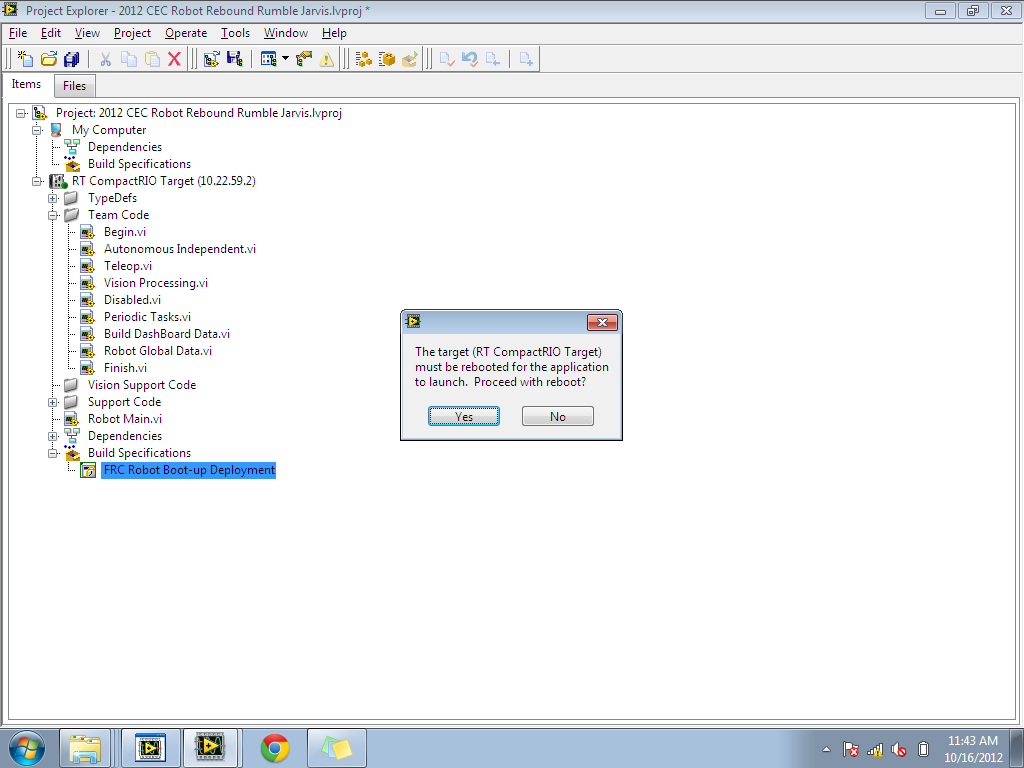 Project Explorer - 2012 CEC Robot Rebound Rumble Jarvis.lvproj *
File Edit View Project Operate Tools Window Help
Items Files
Project: 2012 CEC Robot Rebound Rumble Jarvis.lvproj
My Computer
Dependencies
Build Specifications
RT CompactRIO Target (10.22.59.2)
TypeDefs
Team Code
Begin.vi
Autonomous Independent.vi
Teleop.vi
Vision Processing.vi
Disabled.vi
Periodic Tasks.vi
Build DashBoard Data.vi
Robot Global Data.vi
Finish.vi
Vision Support Code
Support Code
Robot Main.vi
Dependencies
Build Specifications
FRC Robot Boot-up Deployment
The target (RT CompactRIO Target)
must be rebooted for the application
to launch. Proceed with reboot?
Yes No
11:43 AM
10/16/2012